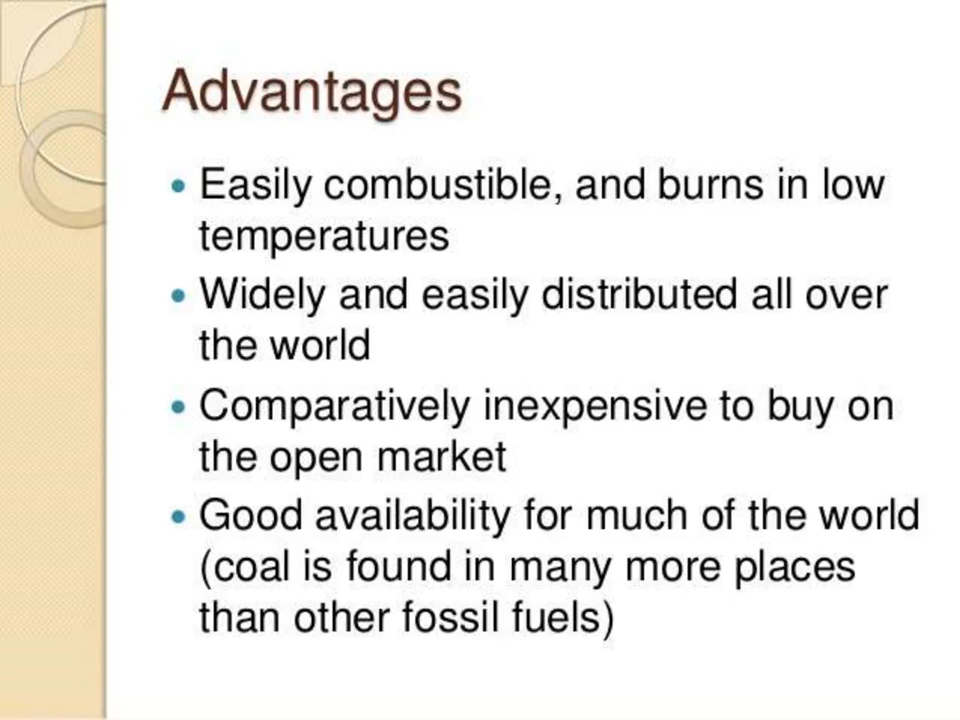 Advantages
• Easily combustible, and burns in low
temperatures
• Widely and easily distributed all over
the world
• Comparatively inexpensive to buy on
the open market
• Good availability for much of the world
(coal is found in many more places
than other fossil fuels)